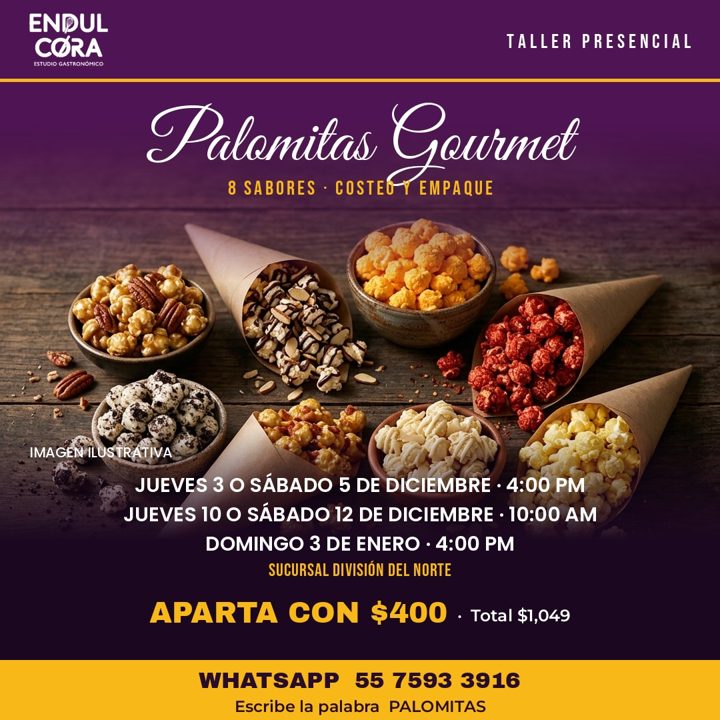 ENDUL
CORA
ESTUDIO GASTRONÓMICO
TALLER PRESENCIAL
Palomitas Gourmet
8 SABORES · COSTEO Y EMPAQUE
IMAGEN ILUSTRATIVA
JUEVES 3 O SÁBADO 5 DE DICIEMBRE · 4:00 PM
JUEVES 10 O SÁBADO 12 DE DICIEMBRE · 10:00 AM
DOMINGO 3 DE ENERO · 4:00 PM
SUCURSAL DIVISIÓN DEL NORTE
APARTA CON $400 · Total $1,049
WHATSAPP 55 7593 3916
Escribe la palabra PALOMITAS